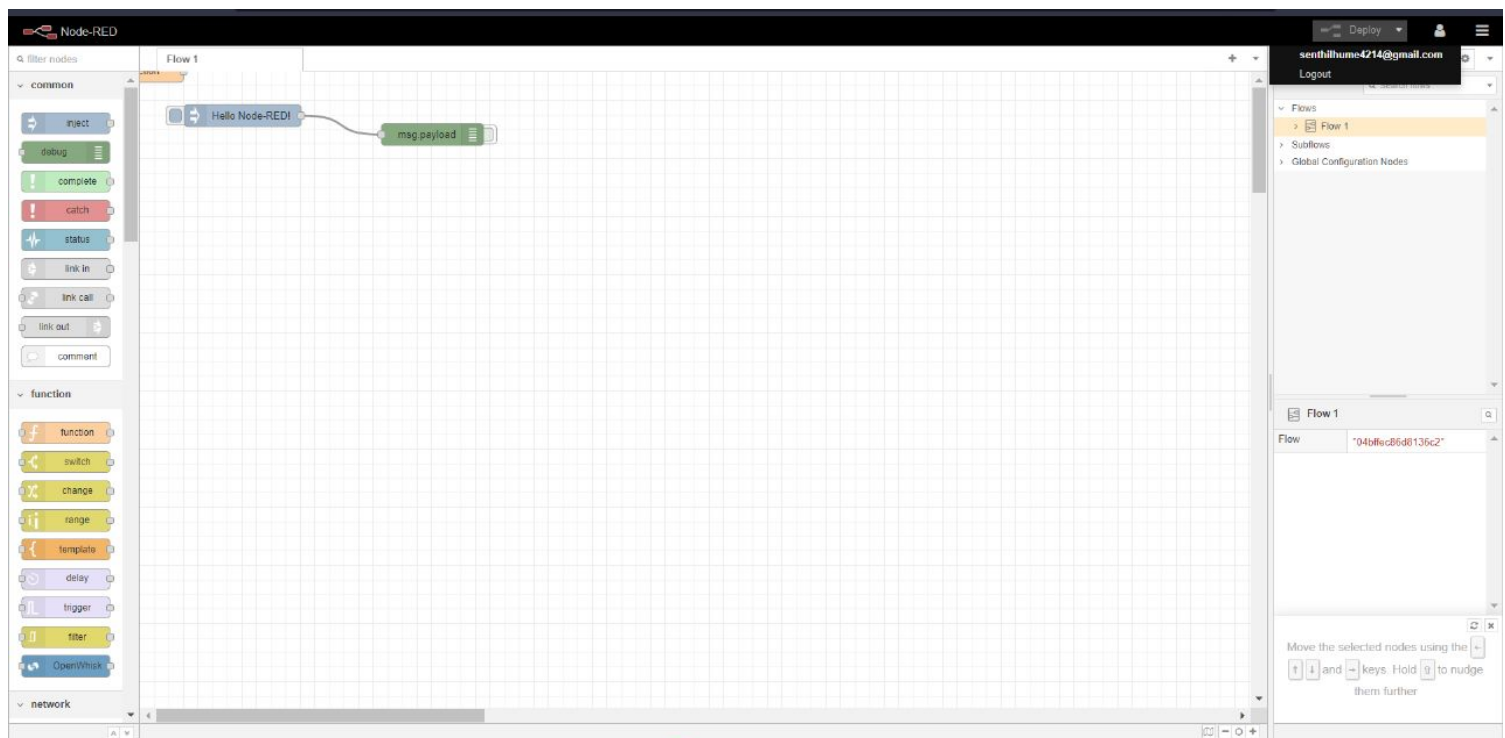 Node-RED
Deploy
filter nodes
Flow 1
senthilhume4214@gmail.com
Logout
common
inject
debug
complete
catch
status
link in
link call
link out
comment
function
function
switch
change
range
template
delay
trigger
filter
OpenWhisk
network
Hello Node-RED!
msg.payload
Flows
Flow 1
Subflows
Global Configuration Nodes
Flow 1
Flow "04bffec86d8136c2"
Move the selected nodes using the ←
↑ ↓ and → keys. Hold ⇧ to nudge
them further